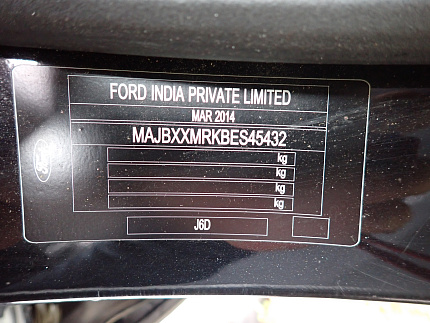 FORD INDIA PRIVATE LIMITED
MAR 2014
MAJBXXMRKBES45432
kg
kg
kg
kg
J6D